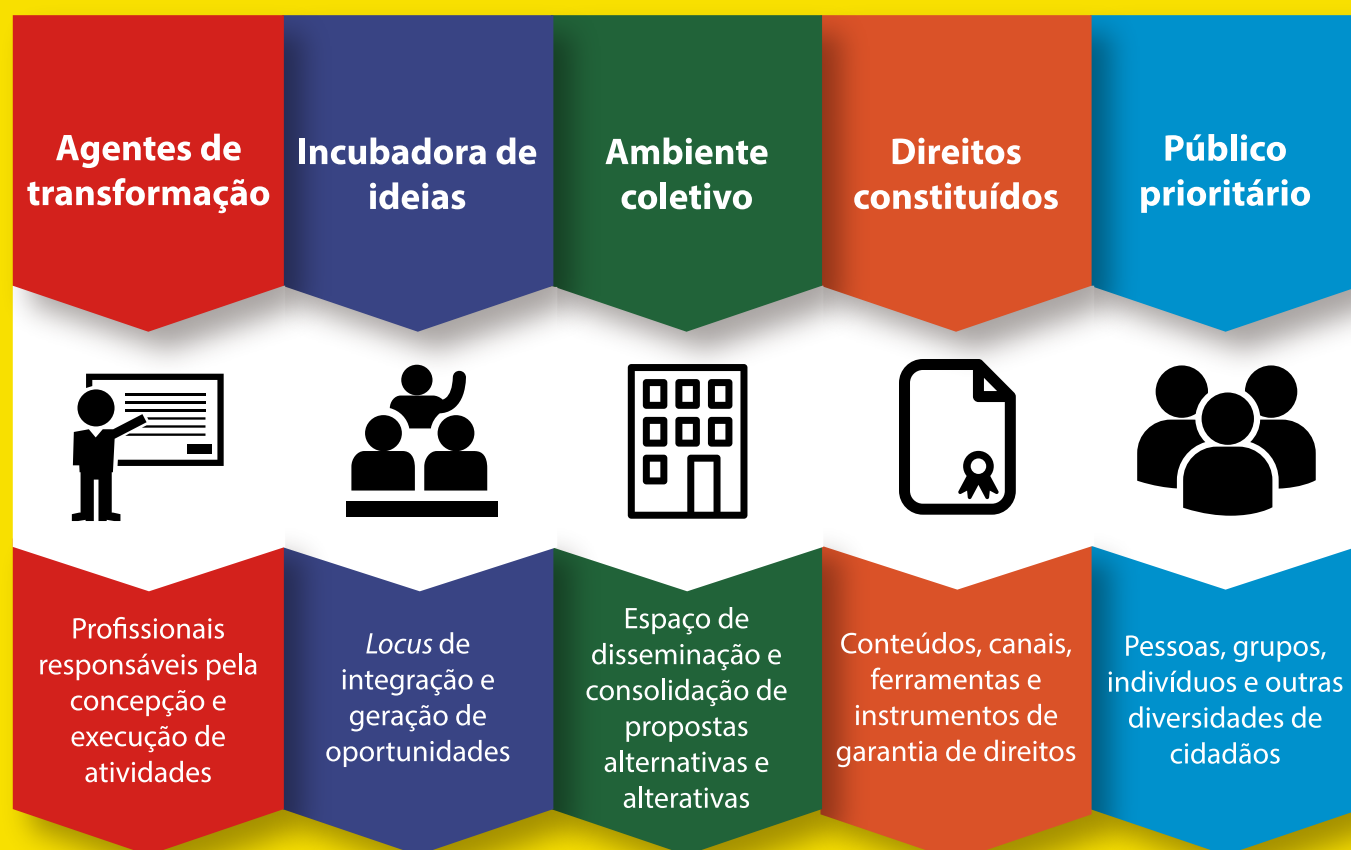 Agentes de
transformação
Incubadora de
ideias
Ambiente
coletivo
Direitos
constituídos
Público
prioritário
Profissionais
responsáveis pela
concepção e
execução de
atividades
Locus de
integração e
geração de
oportunidades
Espaço de
disseminação e
consolidação de
propostas
alternativas e
alterativas
Conteúdos, canais,
ferramentas e
instrumentos de
garantia de direitos
Pessoas, grupos,
indivíduos e outras
diversidades de
cidadãos